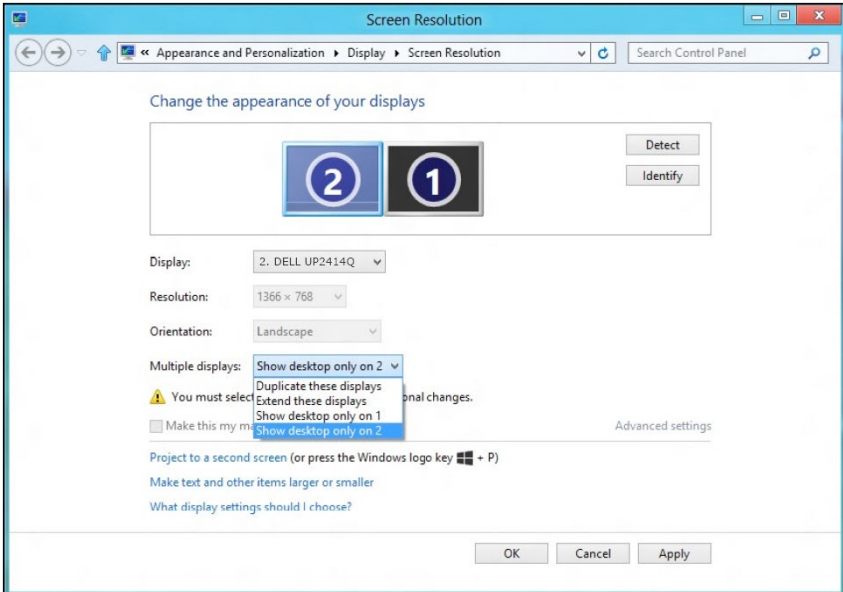 Screen Resolution
« Appearance and Personalization Display Screen Resolution Search Control Panel
Change the appearance of your displays
2 1
Detect
Identify
Display: 2. DELL UP2414Q
Resolution: 1366 × 768
Orientation: Landscape
Multiple displays: Show desktop only on 2
Duplicate these displays
You must select onal changes.
Extend these displays
Show desktop only on 1
Make this my ma Advanced settings
Show desktop only on 2
Project to a second screen (or press the Windows logo key + P)
Make text and other items larger or smaller
What display settings should I choose?
OK Cancel Apply